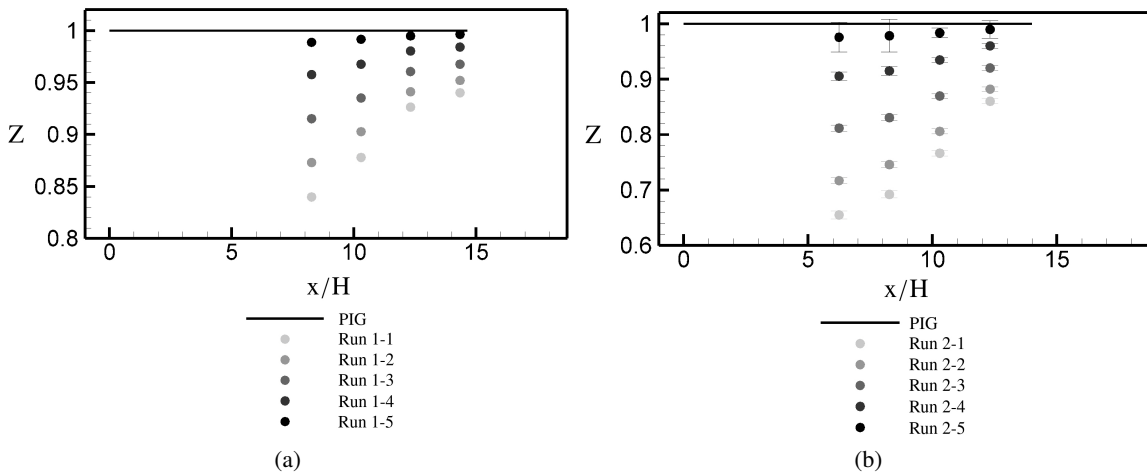 1
0.95
Z
0.9
0.85
0.8
0
5
10
15
x/H
PIG
Run 1-1
Run 1-2
Run 1-3
Run 1-4
Run 1-5
(a)
1
0.9
Z
0.8
0.7
0.6
0
5
10
15
x/H
PIG
Run 2-1
Run 2-2
Run 2-3
Run 2-4
Run 2-5
(b)